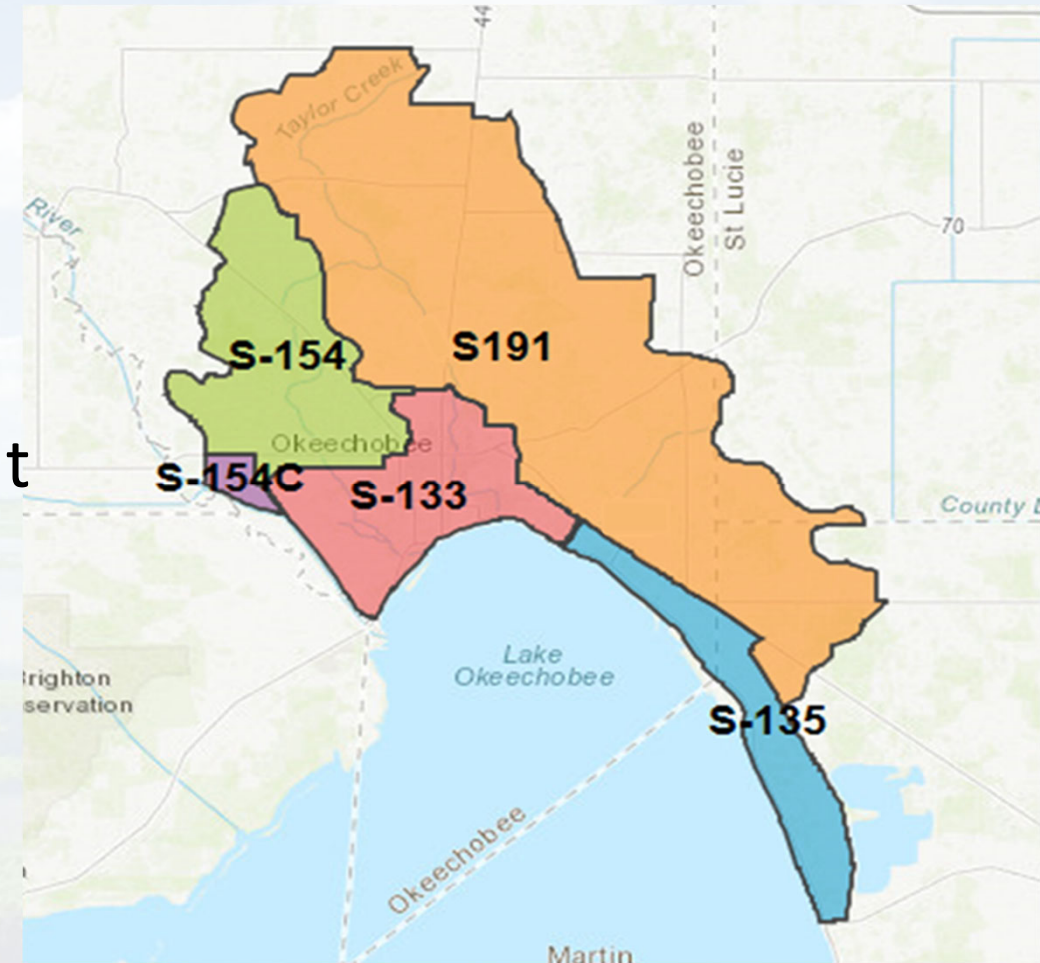 44
Taylor Creek
Okeechobee
St Lucie
River
70
S191
S-154
Okeechobee
t
S-154C
S-133
County L
Lake
Okeechobee
Brighton
servation
S-135
Okeechobee
Martin